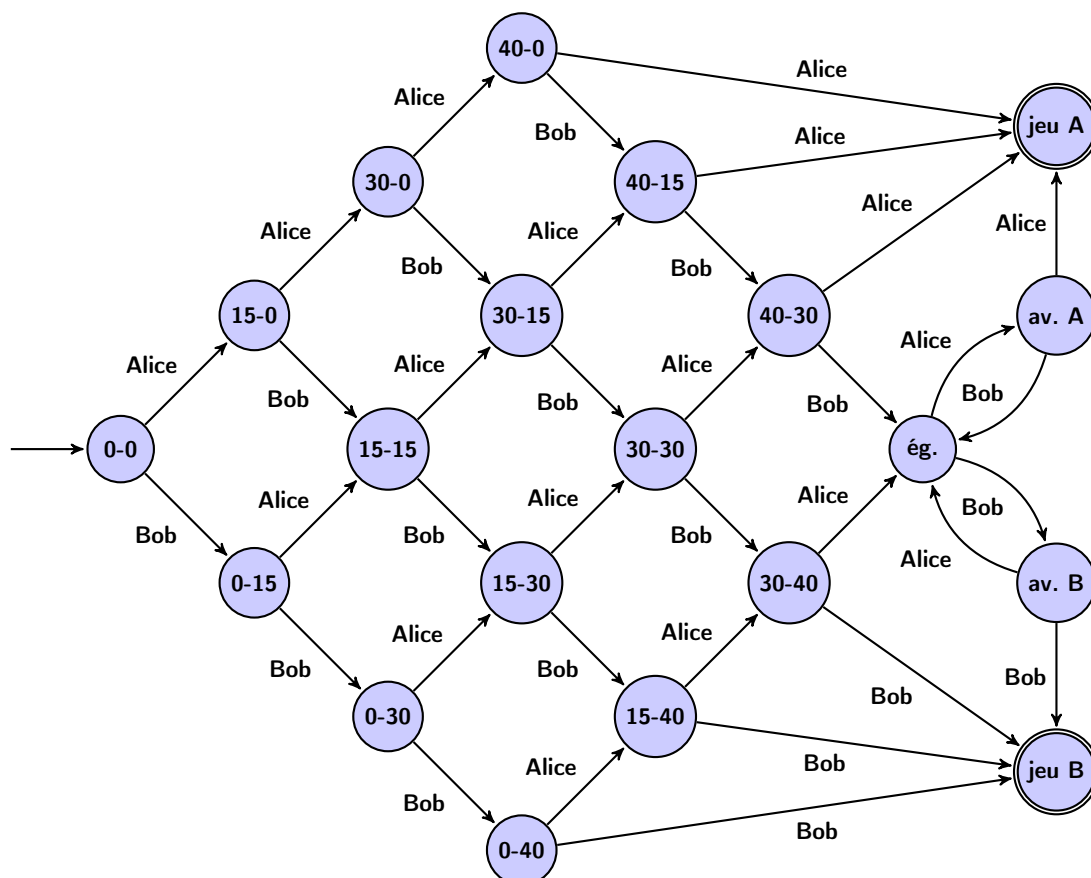 40-0
Alice
Alice
jeu A
Bob
Alice
30-0
40-15
Alice
Alice
Alice
Alice
Bob
Bob
15-0
30-15
40-30
av. A
Alice
Alice
Alice
Alice
Bob
Bob
Bob
Bob
0-0
15-15
30-30
ég.
Bob
Alice
Alice
Alice
Bob
Bob
Bob
Alice
0-15
15-30
30-40
av. B
Alice
Alice
Bob
Bob
Bob
Bob
0-30
15-40
Alice
Bob
jeu B
Bob
Bob
0-40